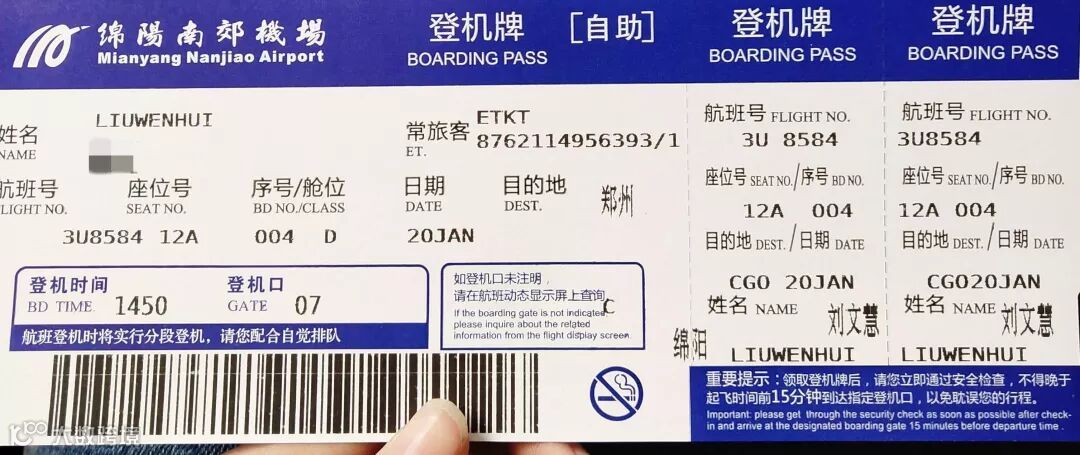 绵陽南郊機場
Mianyang Nanjiao Airport
登机牌 [自助]
BOARDING PASS
登机牌
BOARDING PASS
登机牌
BOARDING PASS
姓名
NAME
LIUWENHUI
常旅客
ET.
ETKT
8762114956393/1
航班号
FLIGHT NO.
座位号
SEAT NO.
序号/舱位
BD NO./CLASS
日期
DATE
目的地
DEST.
郑州
3U8584 12A 004 D 20JAN
登机时间
BD TIME 1450
登机口
GATE 07
航班登机时将实行分段登机，请您配合自觉排队
如登机口未注明，
请在航班动态显示屏上查询
C
If the boarding gate is not indicated
please inquire about the related
information from the flight display screen.
绵阳
航班号 FLIGHT NO.
3U 8584
座位号 SEAT NO./序号 BD NO.
12A 004
目的地 DEST./日期 DATE
CGO 20JAN
姓名 NAME 刘文慧
LIUWENHUI
航班号 FLIGHT NO.
3U8584
座位号 SEAT NO./序号 BD NO.
12A 004
目的地 DEST./日期 DATE
CGO20JAN
姓名 NAME 刘文慧
LIUWENHUI
重要提示：领取登机牌后，请您立即通过安全检查，不得晚于
起飞时间前15分钟到达指定登机口，以免耽误您的行程。
Important: please get through the security check as soon as possible after check-
in and arrive at the designated boarding gate 15 minutes before departure time.
大数跨境